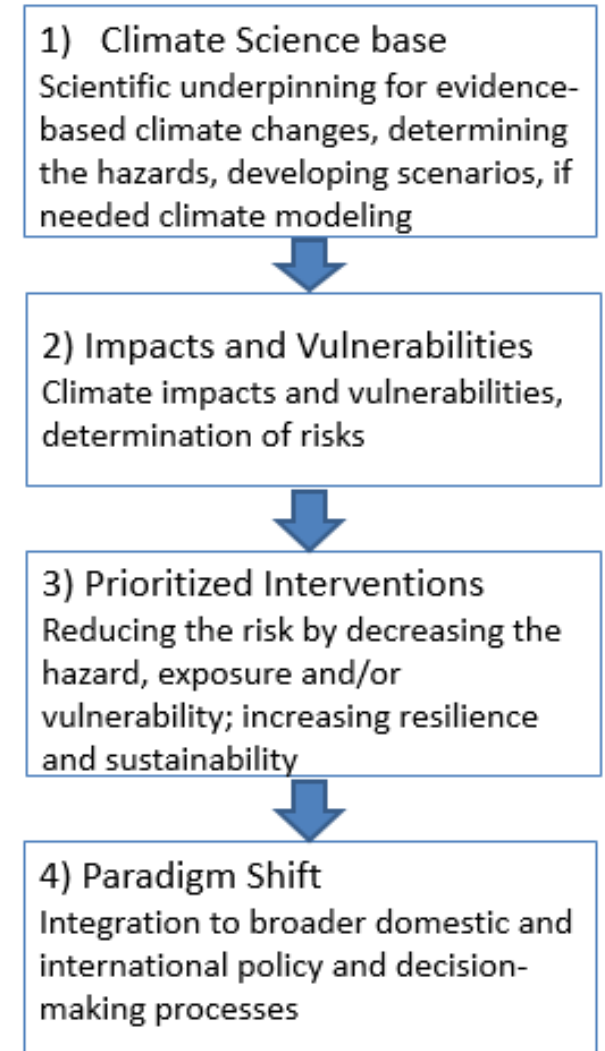 1) Climate Science base
Scientific underpinning for evidence-
based climate changes, determining
the hazards, developing scenarios, if
needed climate modeling
2) Impacts and Vulnerabilities
Climate impacts and vulnerabilities,
determination of risks
3) Prioritized Interventions
Reducing the risk by decreasing the
hazard, exposure and/or
vulnerability; increasing resilience
and sustainability
4) Paradigm Shift
Integration to broader domestic and
international policy and decision-
making processes